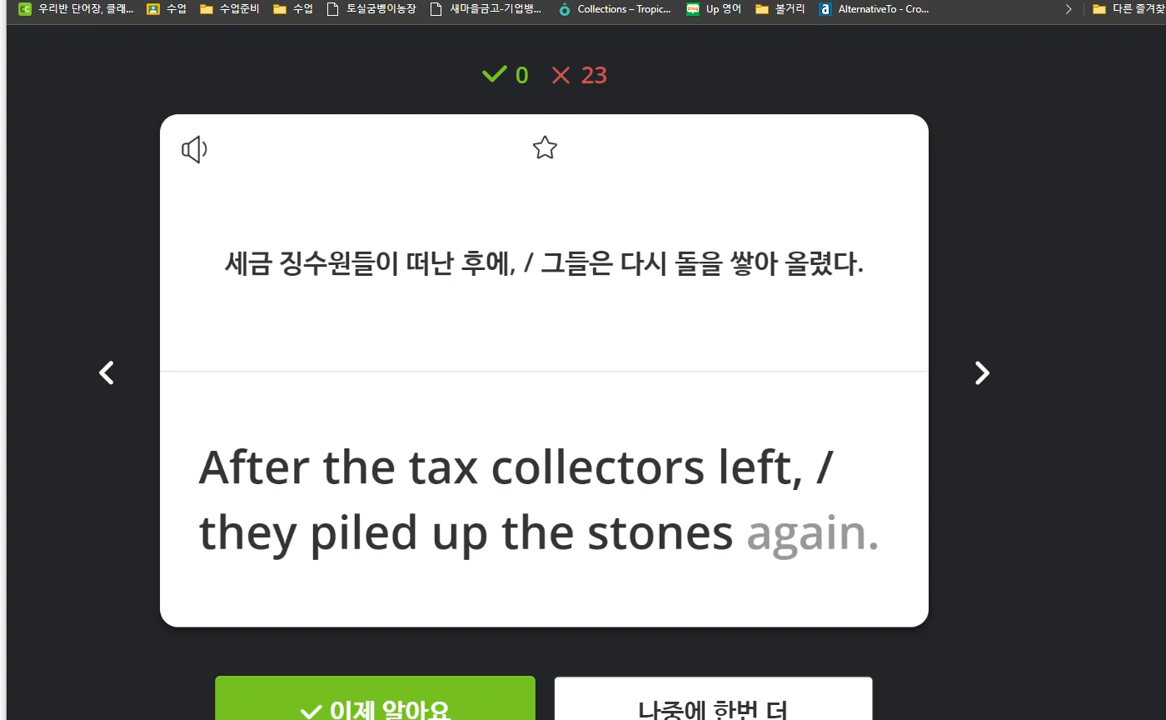 우리반 단어장, 클래... 수업 수업준비 수업 토실굼벵이농장 새마을금고-기업뱅... Collections – Tropic... Up 영어 볼거리 AlternativeTo - Cro... 다른 즐겨찾
0 23
세금 징수원들이 떠난 후에, / 그들은 다시 돌을 쌓아 올렸다.
After the tax collectors left, /
they piled up the stones again.
이제 알아요 나중에 한번 더